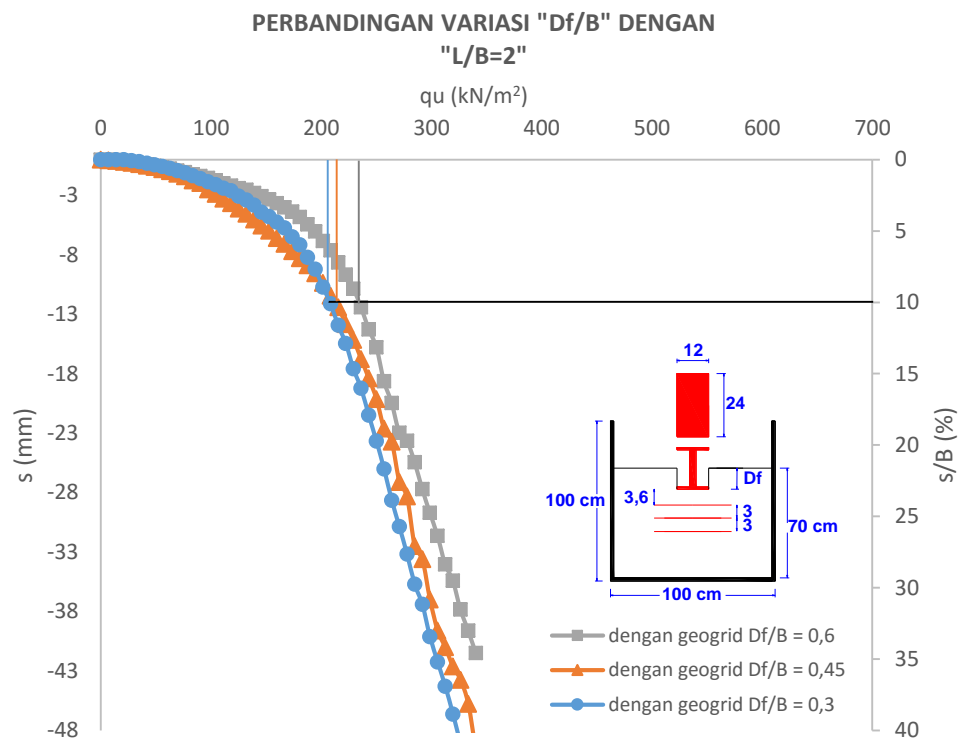 PERBANDINGAN VARIASI "Df/B" DENGAN
"L/B=2"
qu (kN/m²)
0 100 200 300 400 500 600 700
-3
-8
-13
-18
-23
-28
-33
-38
-43
-48
s (mm)
0
5
10
15
20
25
30
35
40
s/B (%)
12
24
Df
3,6
3
3
100 cm
70 cm
100 cm
dengan geogrid Df/B = 0,6
dengan geogrid Df/B = 0,45
dengan geogrid Df/B = 0,3